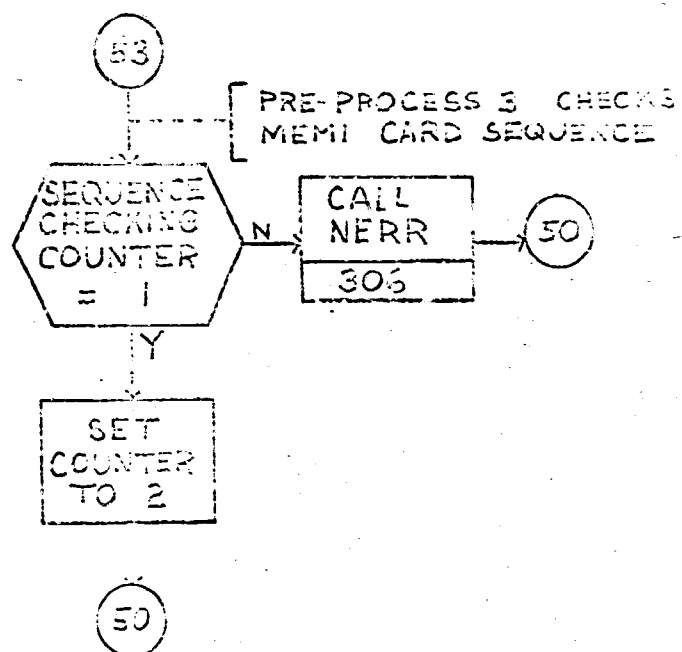 53
PRE-PROCESS 3 CHECKS
MEM1 CARD SEQUENCE
SEQUENCE
CHECKING
COUNTER
= 1
N
CALL
NERR
306
50
Y
SET
COUNTER
TO 2
50